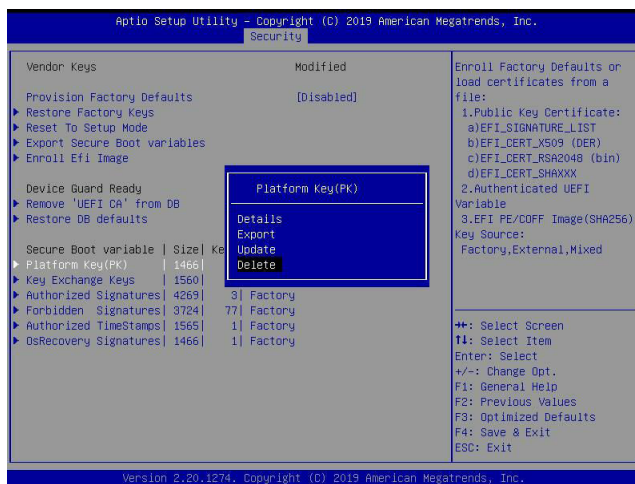 Aptio Setup Utility – Copyright (C) 2019 American Megatrends, Inc.
Security
Vendor Keys Modified
Provision Factory Defaults [Disabled]
Restore Factory Keys
Reset To Setup Mode
Export Secure Boot variables
Enroll Efi Image
Device Guard Ready
Remove 'UEFI CA' from DB
Restore DB defaults
Secure Boot variable | Size| Ke
Platform Key(PK) | 1466|
Key Exchange Keys | 1560|
Authorized Signatures| 4269| 3| Factory
Forbidden Signatures| 3724| 77| Factory
Authorized TimeStamps| 1565| 1| Factory
OsRecovery Signatures| 1466| 1| Factory
Platform Key(PK)
Details
Export
Update
Delete
Enroll Factory Defaults or
load certificates from a
file:
1.Public Key Certificate:
a)EFI_SIGNATURE_LIST
b)EFI_CERT_X509 (DER)
c)EFI_CERT_RSA2048 (bin)
d)EFI_CERT_SHAXXX
2.Authenticated UEFI
Variable
3.EFI PE/COFF Image(SHA256)
Key Source:
Factory,External,Mixed
→←: Select Screen
↑↓: Select Item
Enter: Select
+/-: Change Opt.
F1: General Help
F2: Previous Values
F3: Optimized Defaults
F4: Save & Exit
ESC: Exit
Version 2.20.1274. Copyright (C) 2019 American Megatrends, Inc.